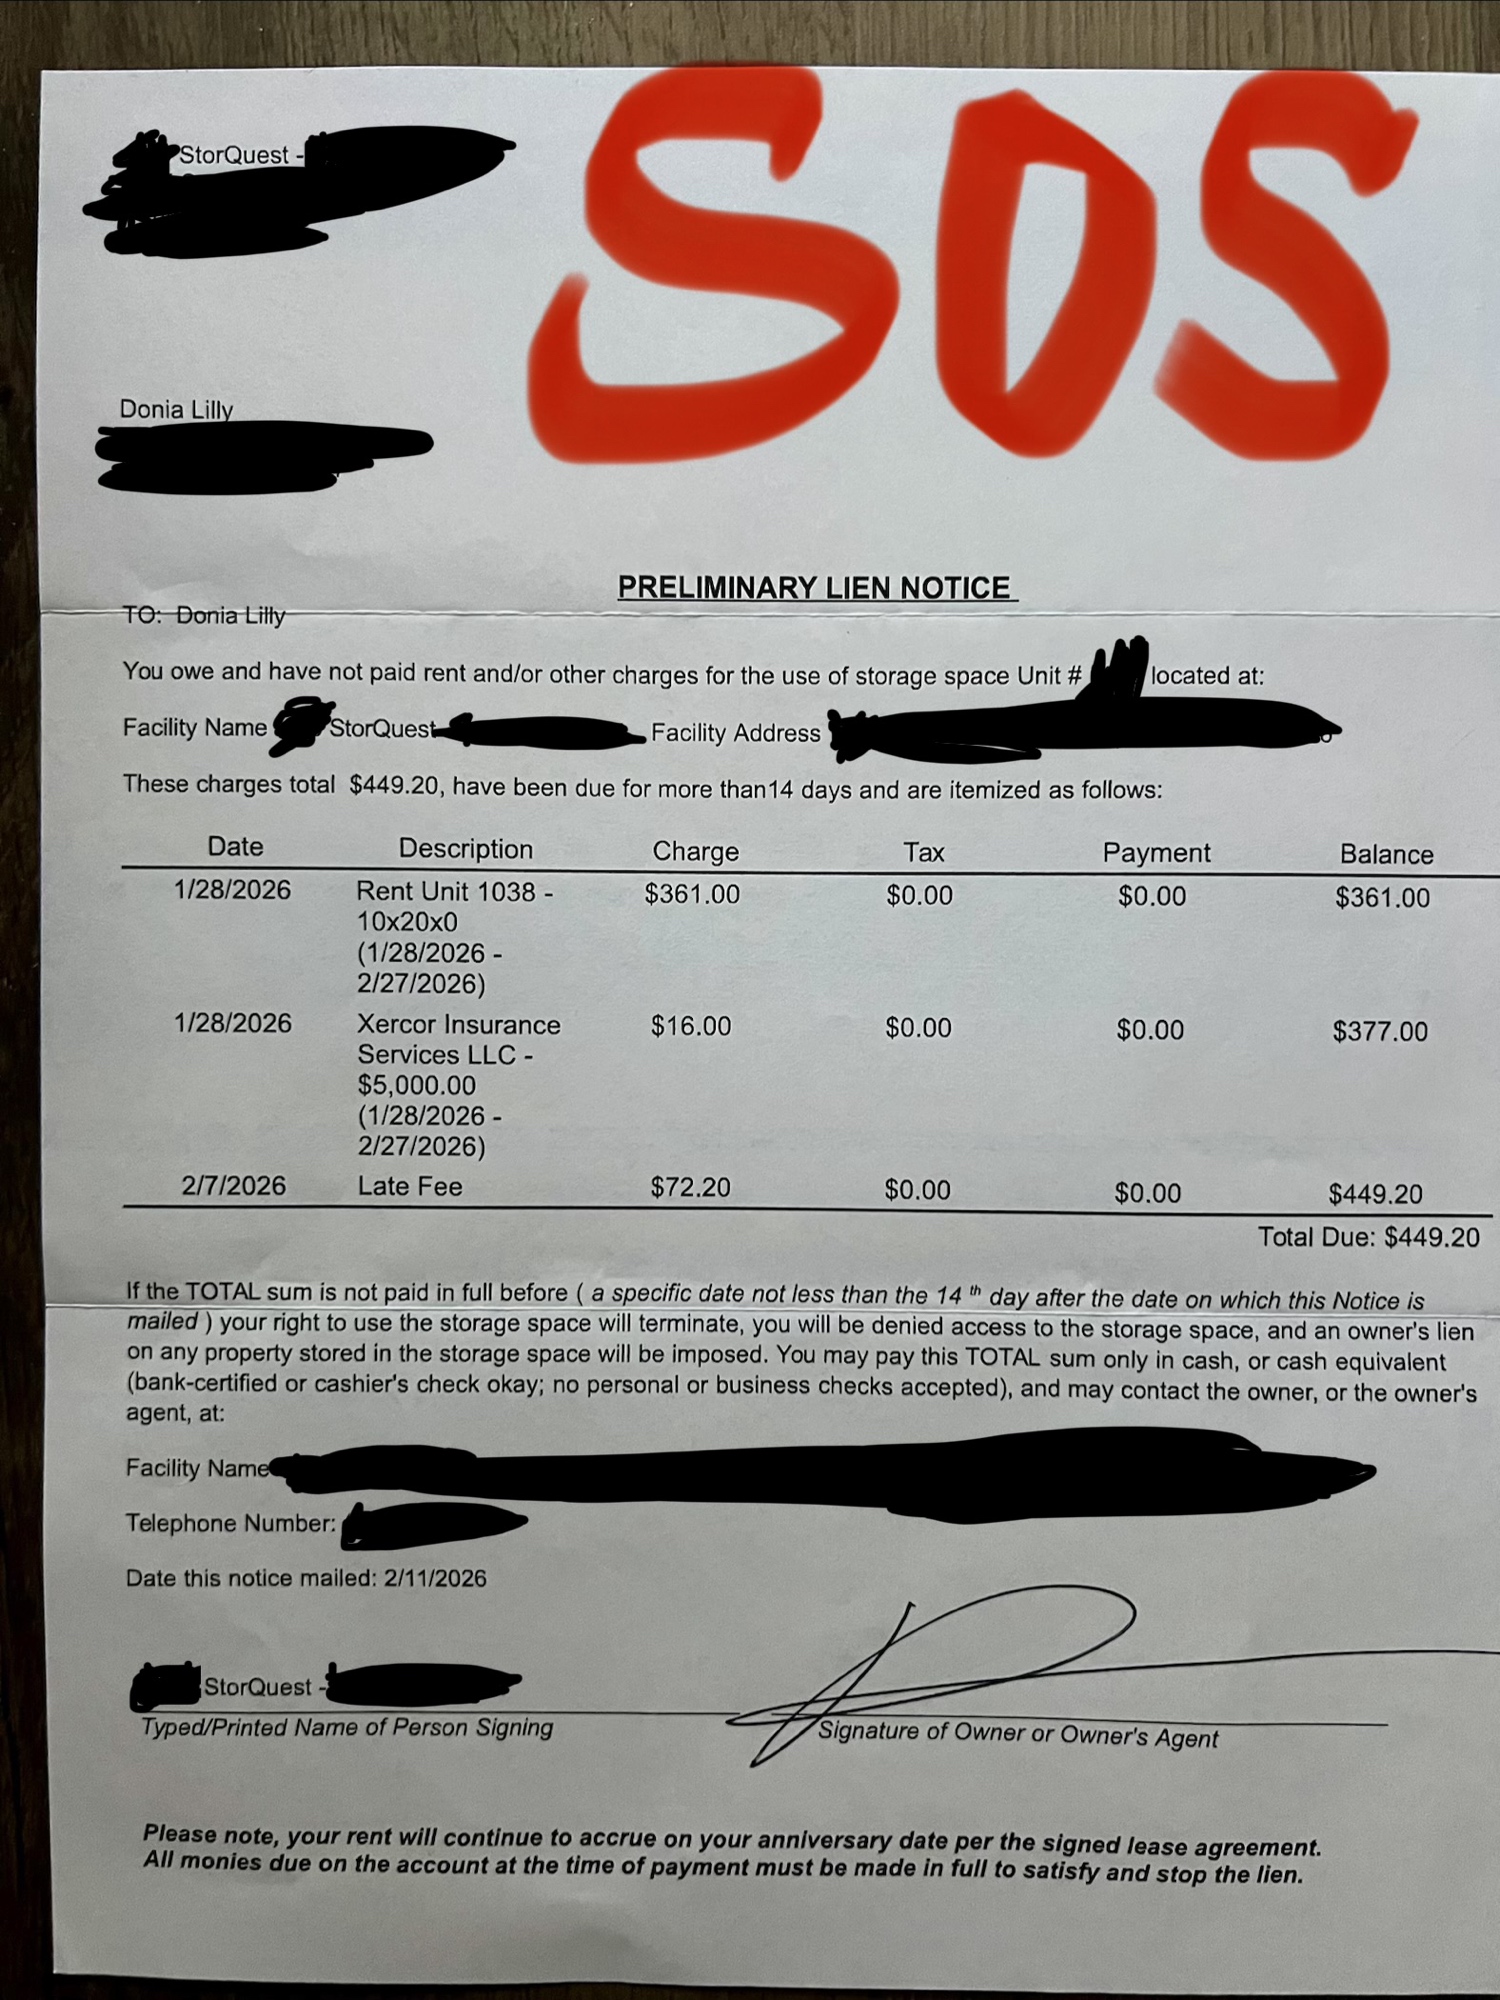 SOS
StorQuest -
Donia Lilly
PRELIMINARY LIEN NOTICE
TO: Donia Lilly
You owe and have not paid rent and/or other charges for the use of storage space Unit # located at:
Facility Name StorQuest Facility Address
These charges total $449.20, have been due for more than14 days and are itemized as follows:
Date Description Charge Tax Payment Balance
1/28/2026 Rent Unit 1038 - $361.00 $0.00 $0.00 $361.00
10x20x0
(1/28/2026 -
2/27/2026)
1/28/2026 Xercor Insurance $16.00 $0.00 $0.00 $377.00
Services LLC -
$5,000.00
(1/28/2026 -
2/27/2026)
2/7/2026 Late Fee $72.20 $0.00 $0.00 $449.20
Total Due: $449.20
If the TOTAL sum is not paid in full before ( a specific date not less than the 14 th day after the date on which this Notice is
mailed ) your right to use the storage space will terminate, you will be denied access to the storage space, and an owner's lien
on any property stored in the storage space will be imposed. You may pay this TOTAL sum only in cash, or cash equivalent
(bank-certified or cashier's check okay; no personal or business checks accepted), and may contact the owner, or the owner's
agent, at:
Facility Name
Telephone Number:
Date this notice mailed: 2/11/2026
StorQuest -
Typed/Printed Name of Person Signing Signature of Owner or Owner's Agent
Please note, your rent will continue to accrue on your anniversary date per the signed lease agreement.
All monies due on the account at the time of payment must be made in full to satisfy and stop the lien.